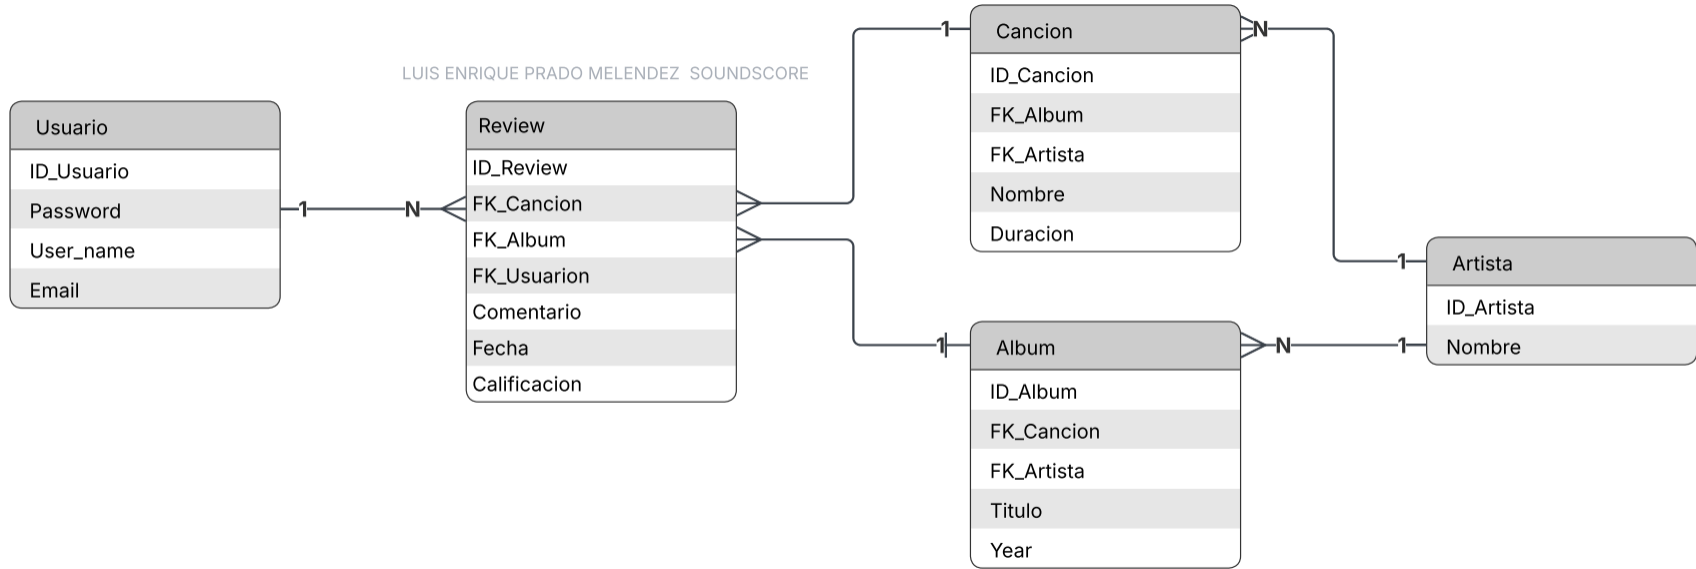 LUIS ENRIQUE PRADO MELENDEZ  SOUNDSCORE
Usuario
ID_Usuario
Password
User_name
Email
1
N
Review
ID_Review
FK_Cancion
FK_Album
FK_Usuarion
Comentario
Fecha
Calificacion
1
Cancion
ID_Cancion
FK_Album
FK_Artista
Nombre
Duracion
N
1
1
Album
ID_Album
FK_Cancion
FK_Artista
Titulo
Year
N
1
Artista
ID_Artista
Nombre